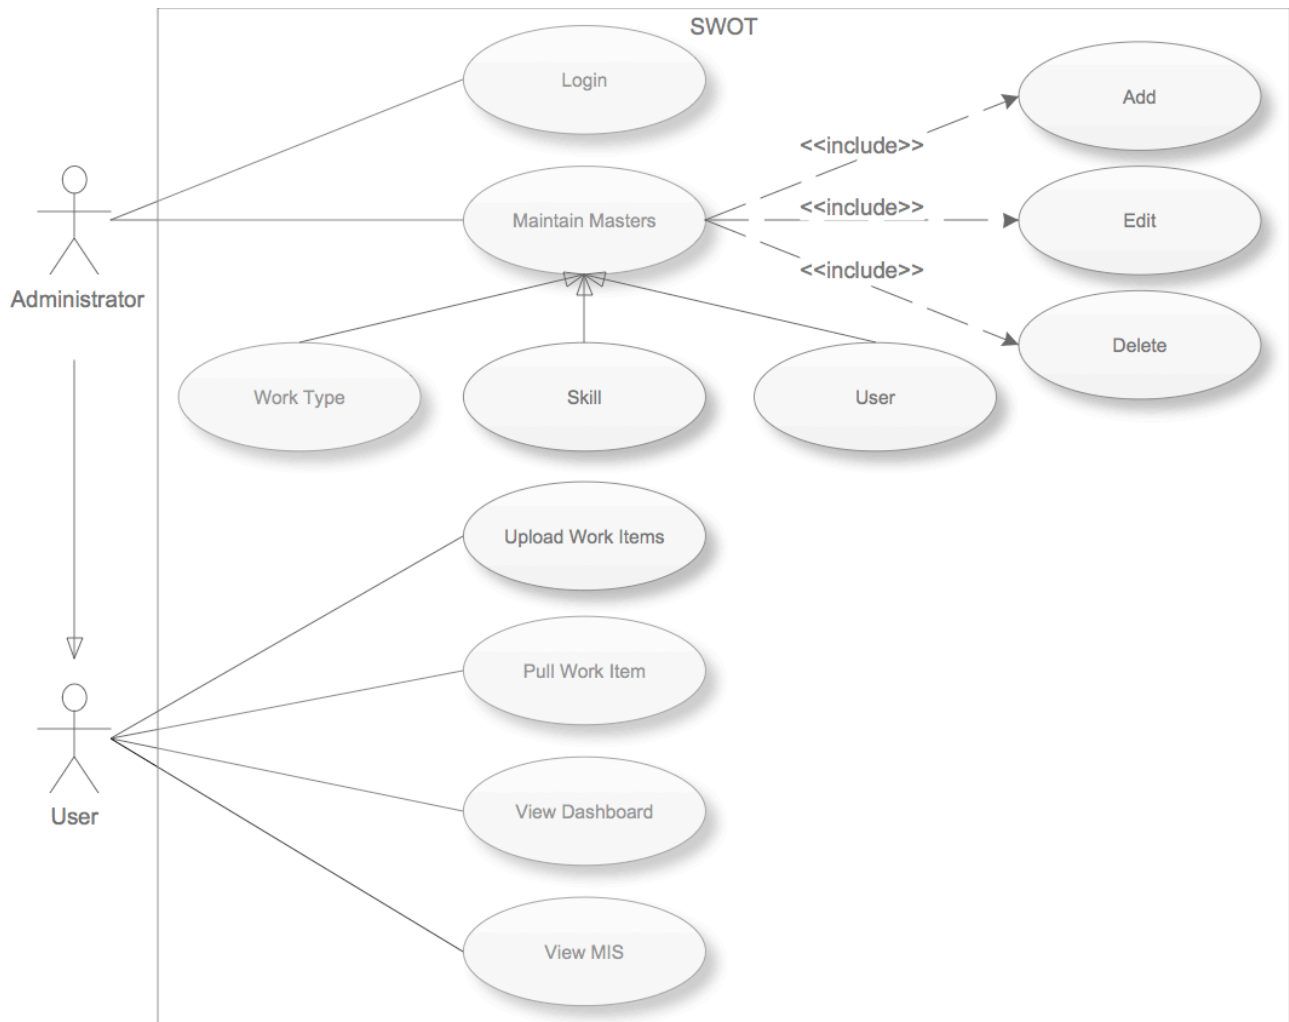 SWOT
Login
Add
<<include>>
Maintain Masters
<<include>>
Edit
<<include>>
Administrator
Delete
Work Type
Skill
User
Upload Work Items
Pull Work Item
User
View Dashboard
View MIS